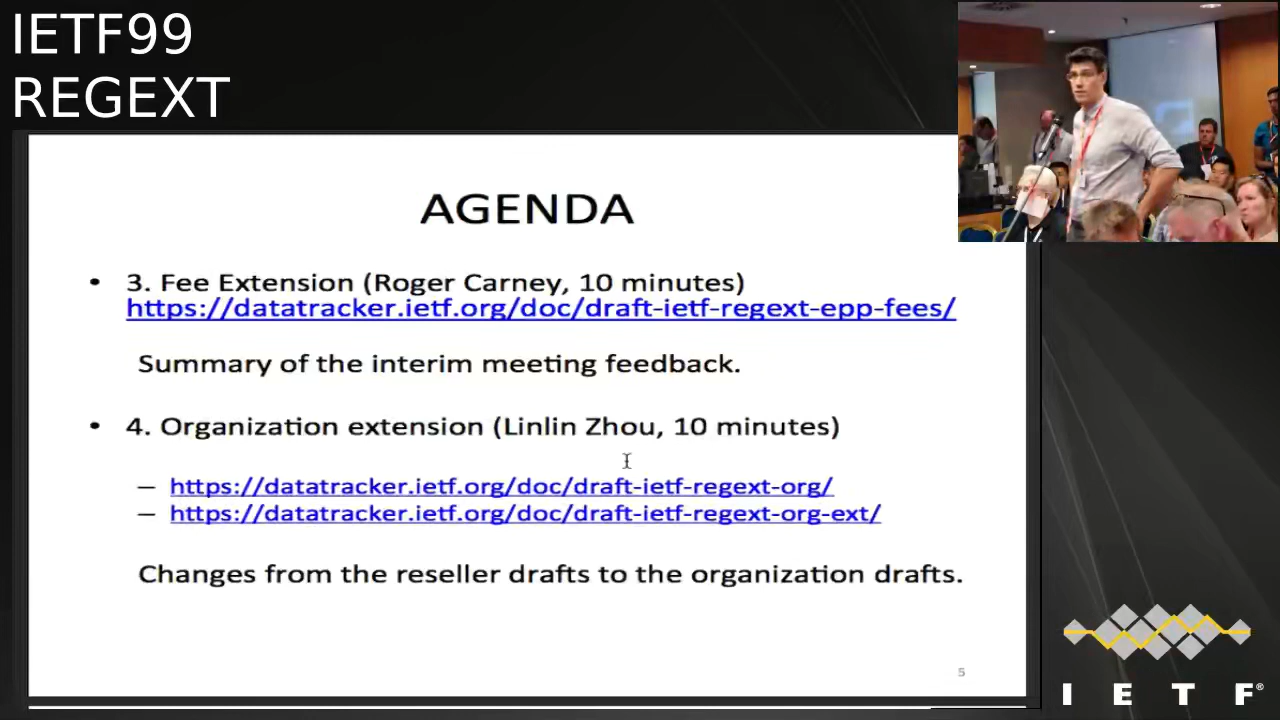 IETF99
REGEXT
AGENDA
• 3. Fee Extension (Roger Carney, 10 minutes)
https://datatracker.ietf.org/doc/draft-ietf-regext-epp-fees/
Summary of the interim meeting feedback.
• 4. Organization extension (Linlin Zhou, 10 minutes)
– https://datatracker.ietf.org/doc/draft-ietf-regext-org/
– https://datatracker.ietf.org/doc/draft-ietf-regext-org-ext/
Changes from the reseller drafts to the organization drafts.
5
I E T F®